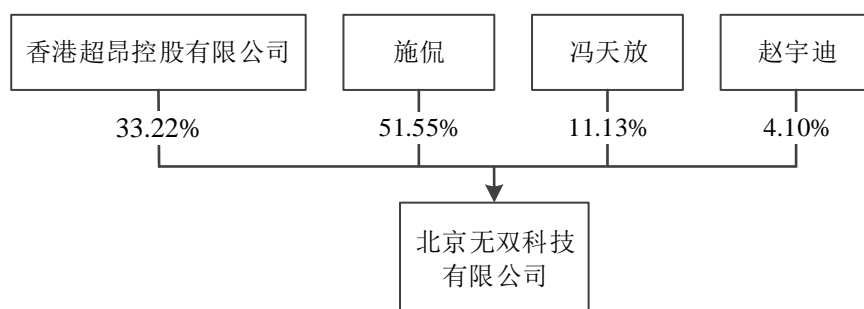 香港超昂控股有限公司 施侃 冯天放 赵宇迪
33.22% 51.55% 11.13% 4.10%
北京无双科技
有限公司